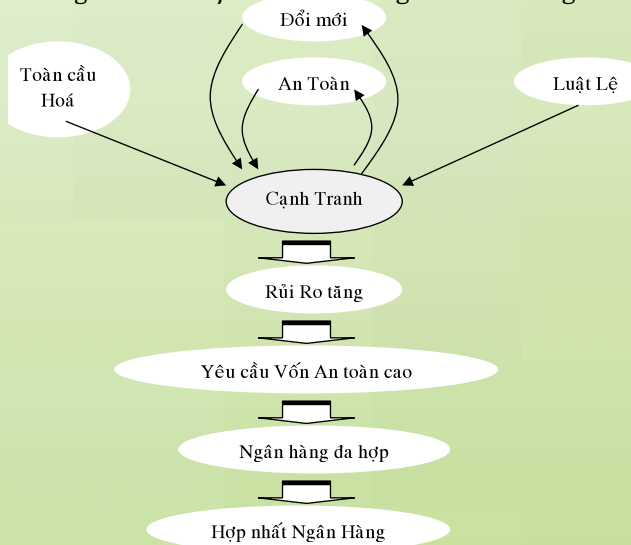 Đổi mới
Toàn cầu
Hoá
An Toàn
Luật Lệ
Cạnh Tranh
Rủi Ro tăng
Yêu cầu Vốn An toàn cao
Ngân hàng đa hợp
Hợp nhất Ngân Hàng